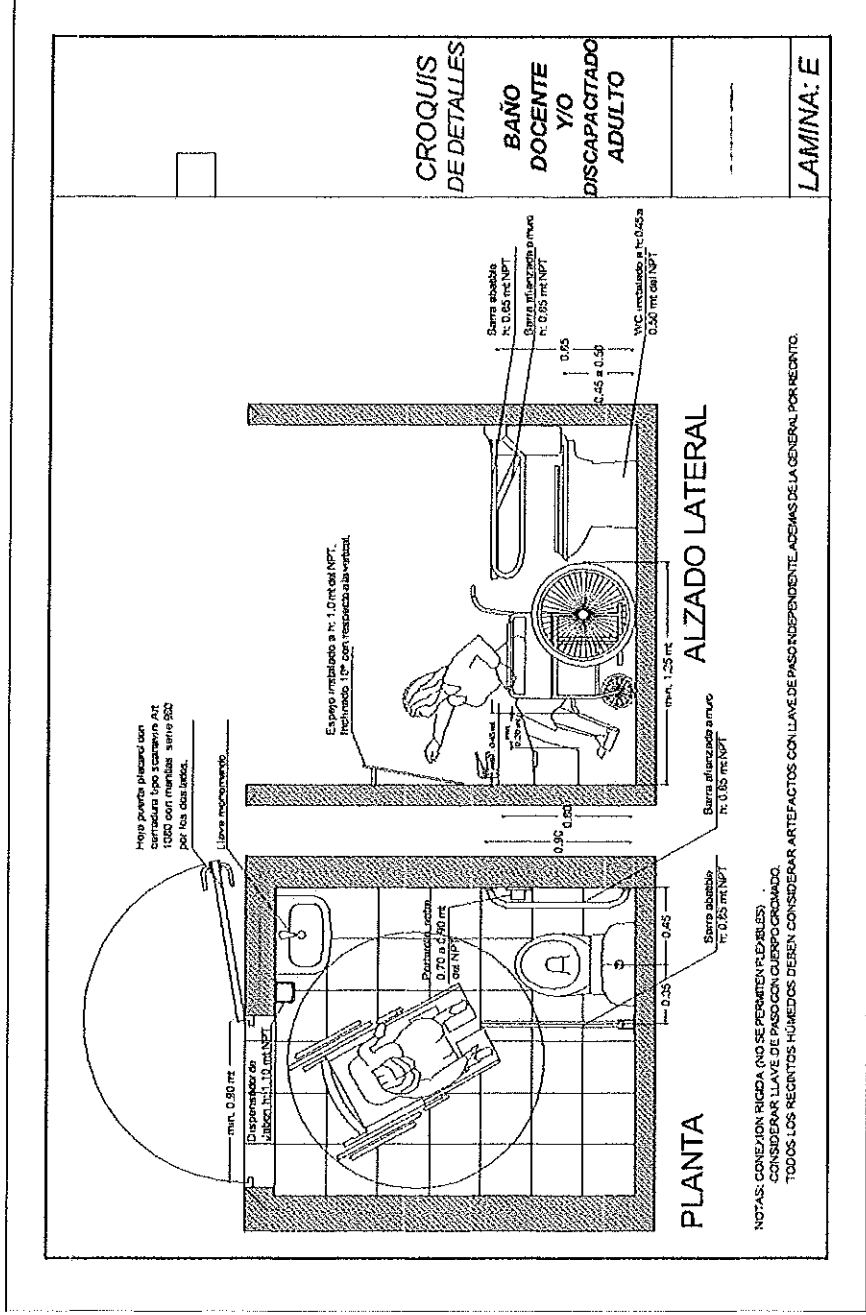 CROQUIS
DE DETALLES
BAÑO
DOCENTE
Y/O
DISCAPACITADO
ADULTO
LAMINA: E
Hoja puerta placarol con
cerradura tipo scanavini Art
1080 con manillas serie 960
por los dos lados.
Llave monomando
min. 0.90 mt
Dispensador de
Jabon h: 1.10 mt NPT
0.70 a 0.90 mt
del NPT
0.35
0.45
Barra abatible
h: 0.65 mt NPT
Barra afianzada a muro
h: 0.65 mt NPT
PLANTA
Espejo instalado a h: 1.0 mt del NPT.
Inclinado 10° con respecto a la vertical.
0.90
0.80
min. 1.25 mt
Barra abatible
h: 0.65 mt NPT
Barra afianzada a muro
h: 0.65 mt NPT
0.65
0.45 a 0.50
WC instalado a h: 0.45 a
0.50 mt del NPT
ALZADO LATERAL
NOTAS: CONEXION RIGIDA (NO SE PERMITEN FLEXIBLES)
CONSIDERAR LLAVE DE PASO CON CUERPO CROMADO.
TODOS LOS RECINTOS HÚMEDOS DEBEN CONSIDERAR ARTEFACTOS CON LLAVE DE PASO INDEPENDIENTE, ADEMAS DE LA GENERAL POR RECINTO.